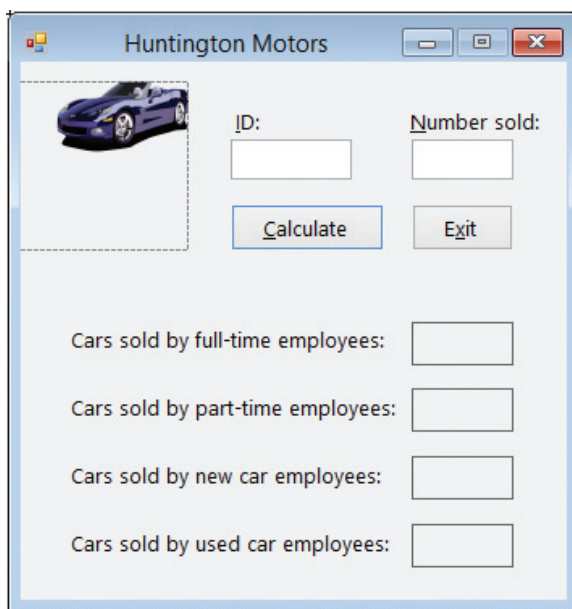 Huntington Motors
ID: Number sold:
Calculate Exit
Cars sold by full-time employees:
Cars sold by part-time employees:
Cars sold by new car employees:
Cars sold by used car employees: